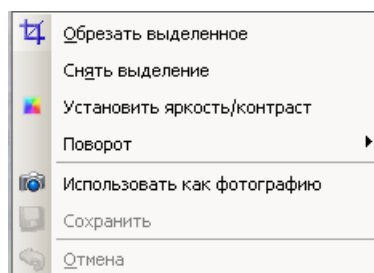 Обрезать выделенное
Снять выделение
Установить яркость/контраст
Поворот
Использовать как фотографию
Сохранить
Отмена